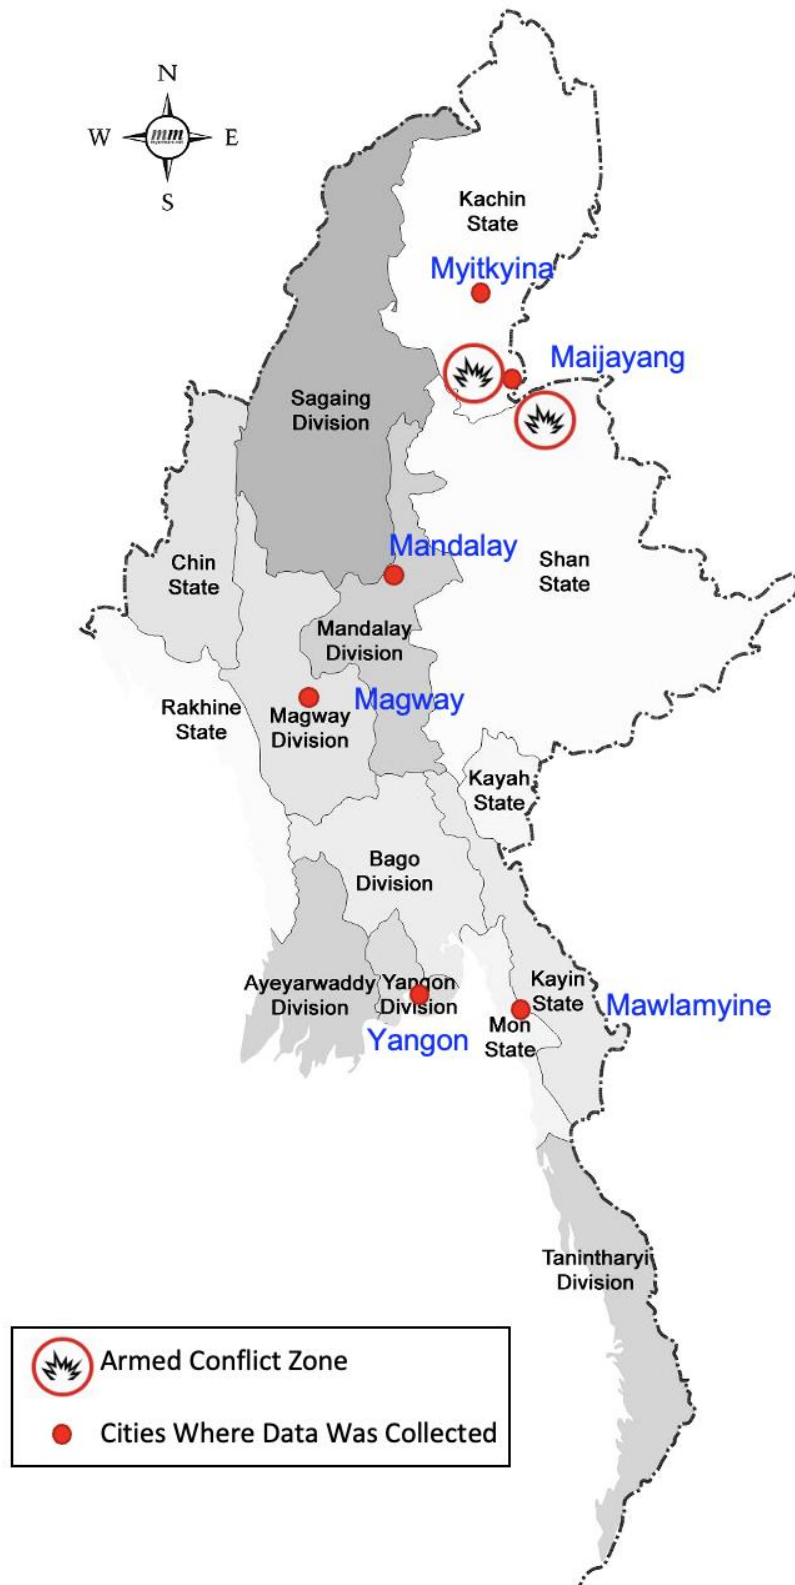 N
W
mm
E
S
Kachin
State
Myitkyina
Maijayang
Sagaing
Division
Mandalay
Chin
State
Shan
State
Mandalay
Division
Rakhine
State
Magway
Magway
Division
Kayah
State
Bago
Division
Ayeyarwaddy
Division
Yangon
Division
Yangon
Kayin
State
Mon
State
Mawlamyine
Tanintharyi
Division
Armed Conflict Zone
Cities Where Data Was Collected